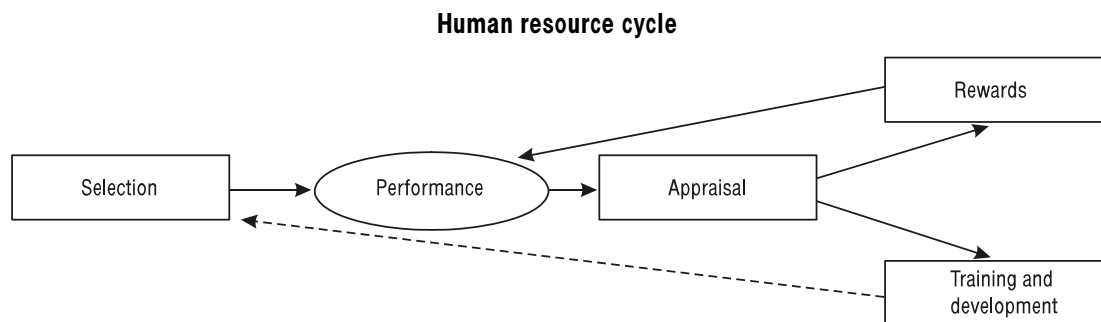 Human resource cycle
Rewards
Selection
Performance
Appraisal
Training and
development